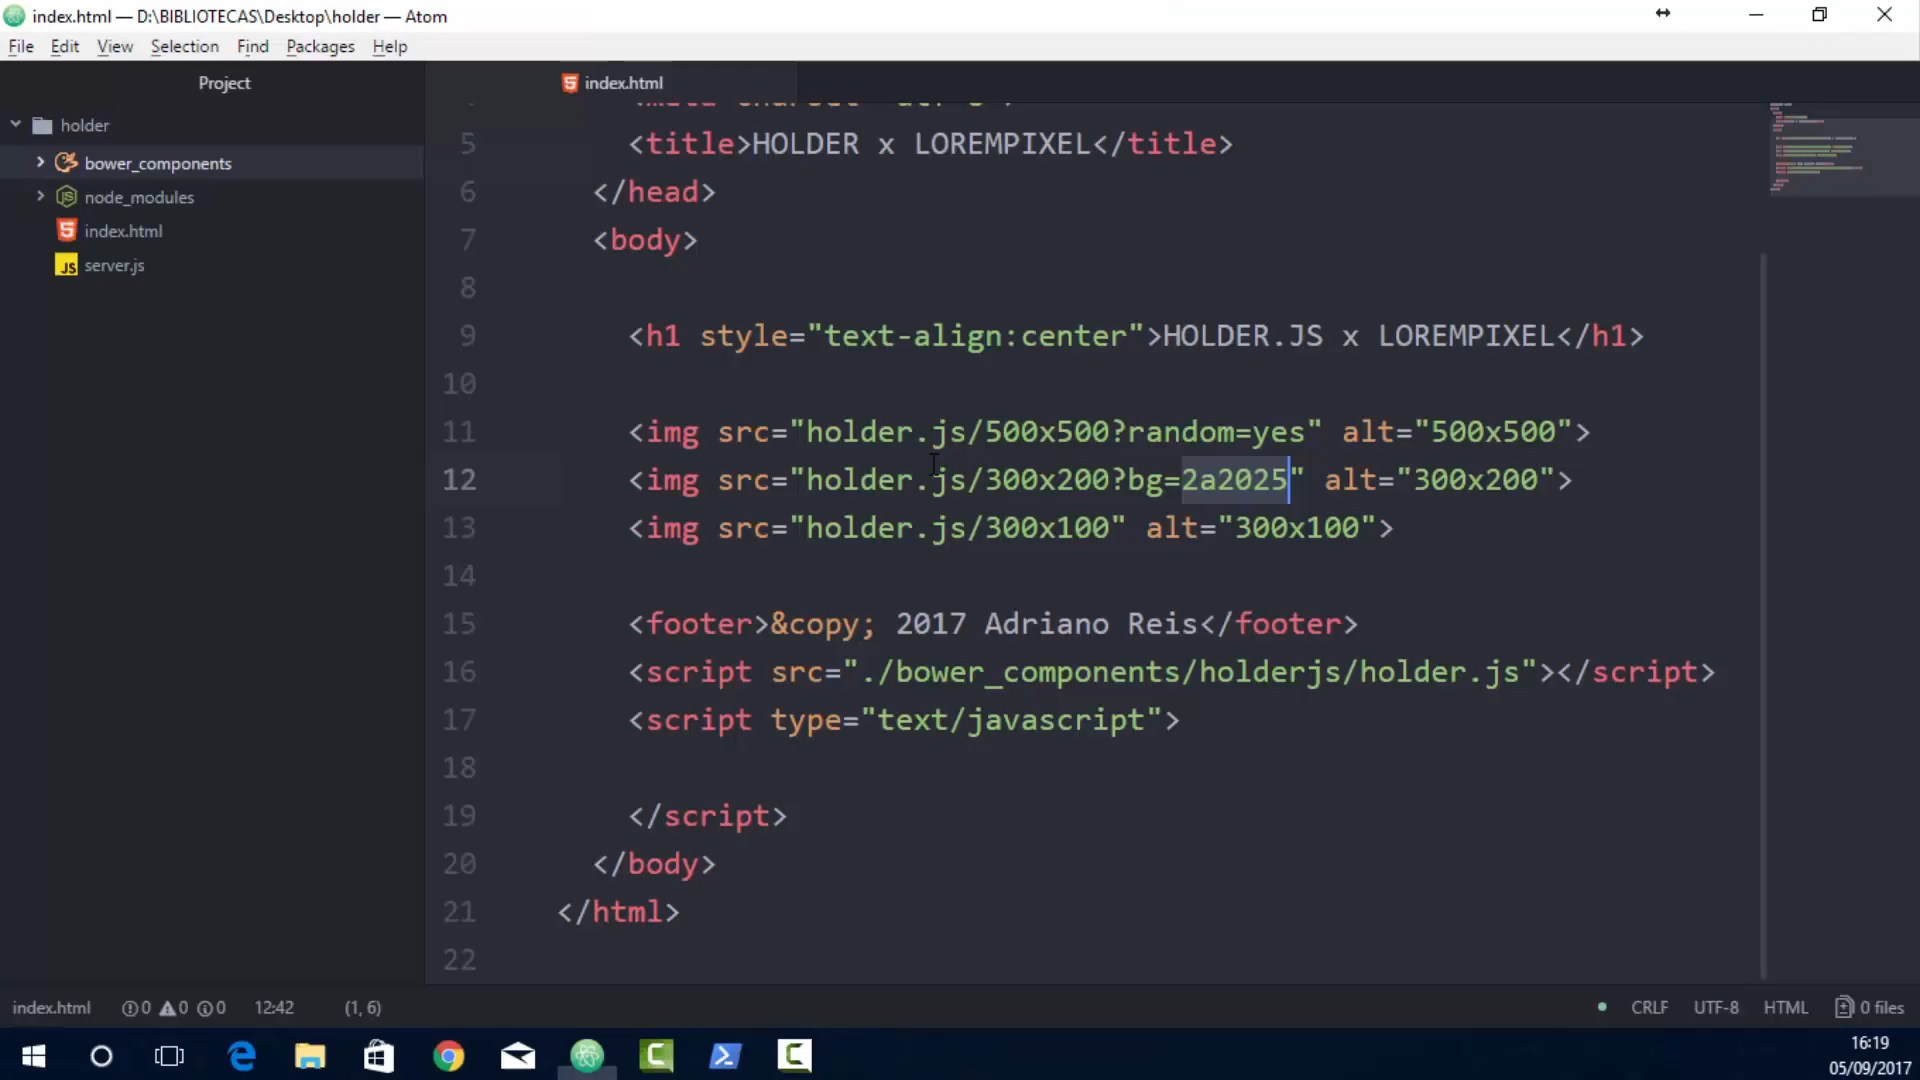 index.html — D:\BIBLIOTECAS\Desktop\holder — Atom
File Edit View Selection Find Packages Help
Project
index.html
holder
bower_components
node_modules
index.html
server.js
5 <title>HOLDER x LOREMPIXEL</title>
6 </head>
7 <body>
8
9 <h1 style="text-align:center">HOLDER.JS x LOREMPIXEL</h1>
10
11 <img src="holder.js/500x500?random=yes" alt="500x500">
12 <img src="holder.js/300x200?bg=2a2025" alt="300x200">
13 <img src="holder.js/300x100" alt="300x100">
14
15 <footer>&copy; 2017 Adriano Reis</footer>
16 <script src="./bower_components/holderjs/holder.js"></script>
17 <script type="text/javascript">
18
19 </script>
20 </body>
21 </html>
22
index.html 0 0 0 12:42 (1, 6) CRLF UTF-8 HTML 0 files
16:19
05/09/2017